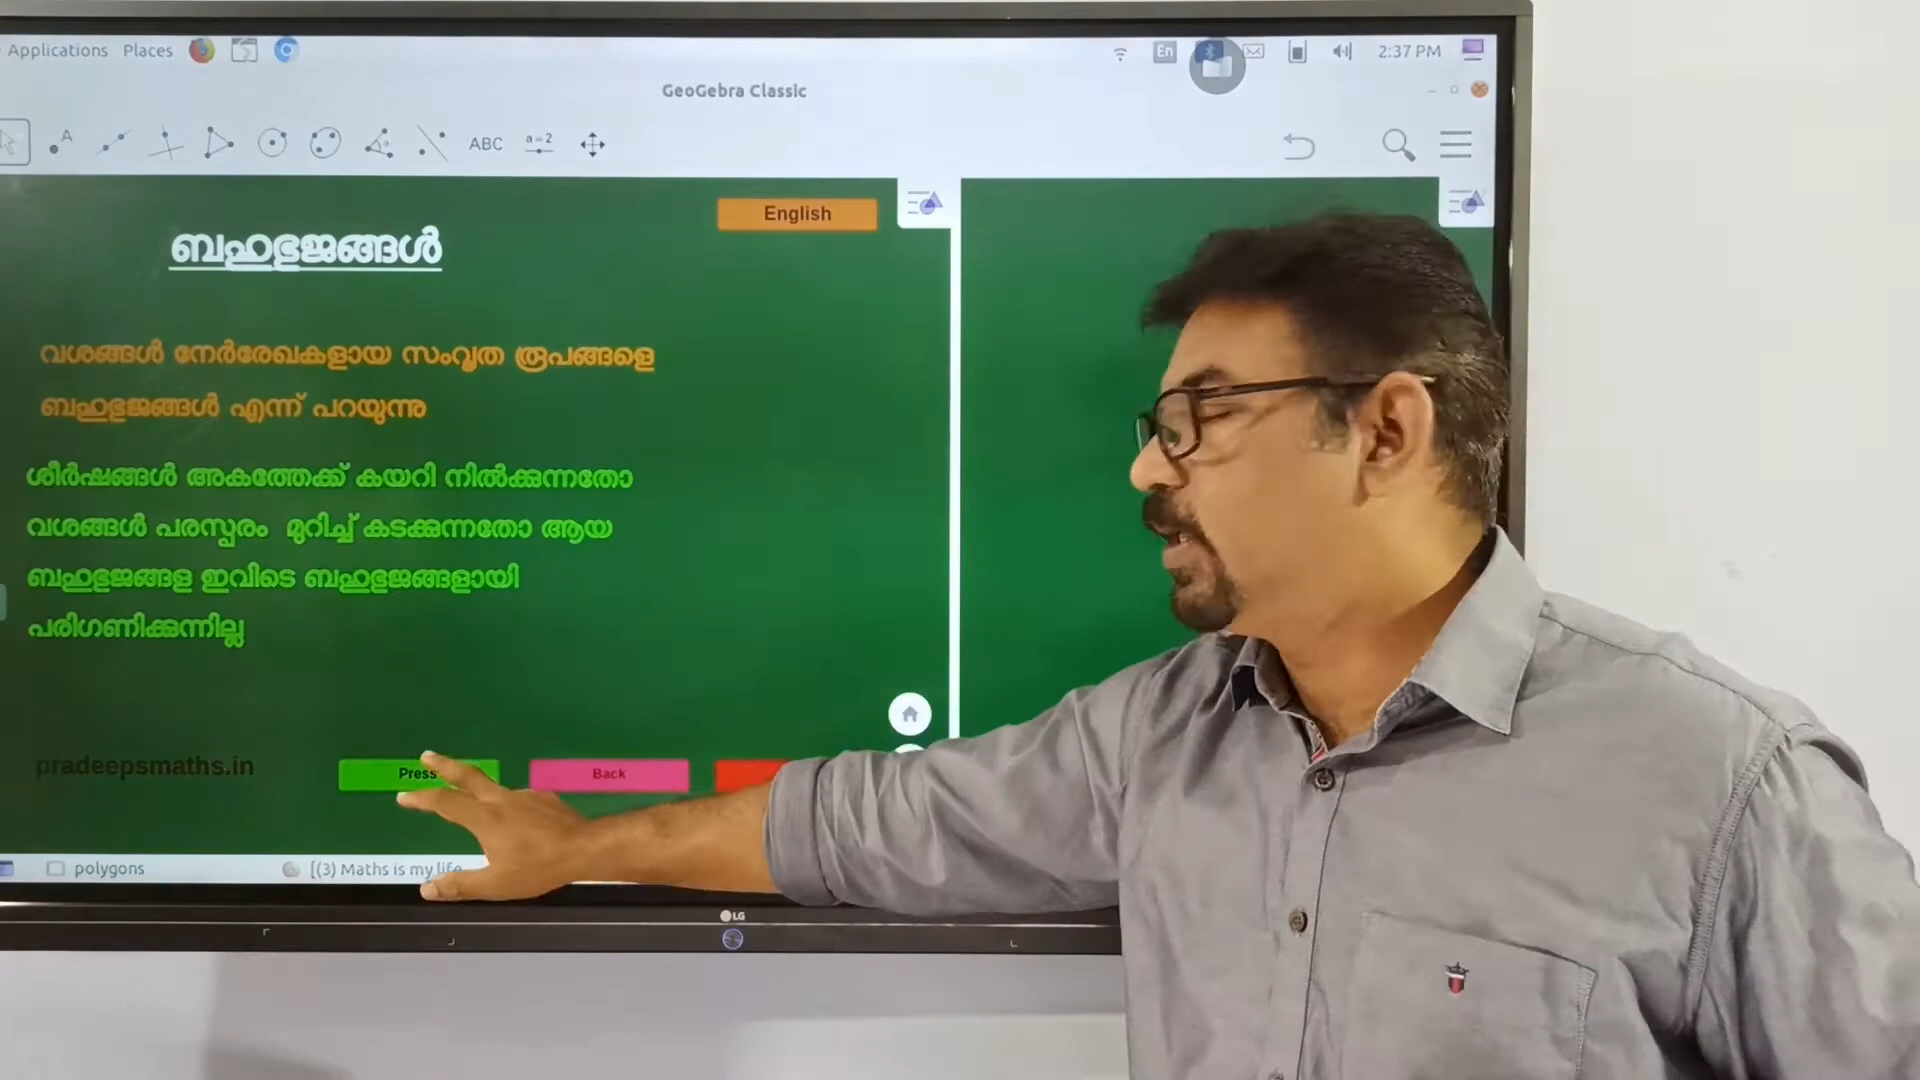 Applications Places En 2:37 PM
GeoGebra Classic
A ABC a=2
English
ബഹുഭുജങ്ങൾ
വശങ്ങൾ നേർരേഖകളായ സംവൃത രൂപങ്ങളെ
ബഹുഭുജങ്ങൾ എന്ന് പറയുന്നു
ശീർഷങ്ങൾ അകത്തേക്ക് കയറി നിൽക്കുന്നതോ
വശങ്ങൾ പരസ്പരം മുറിച്ച് കടക്കുന്നതോ ആയ
ബഹുഭുജങ്ങള ഇവിടെ ബഹുഭുജങ്ങളായി
പരിഗണിക്കുന്നില്ല
pradeepsmaths.in
Press Back
polygons [(3) Maths is my life
LG